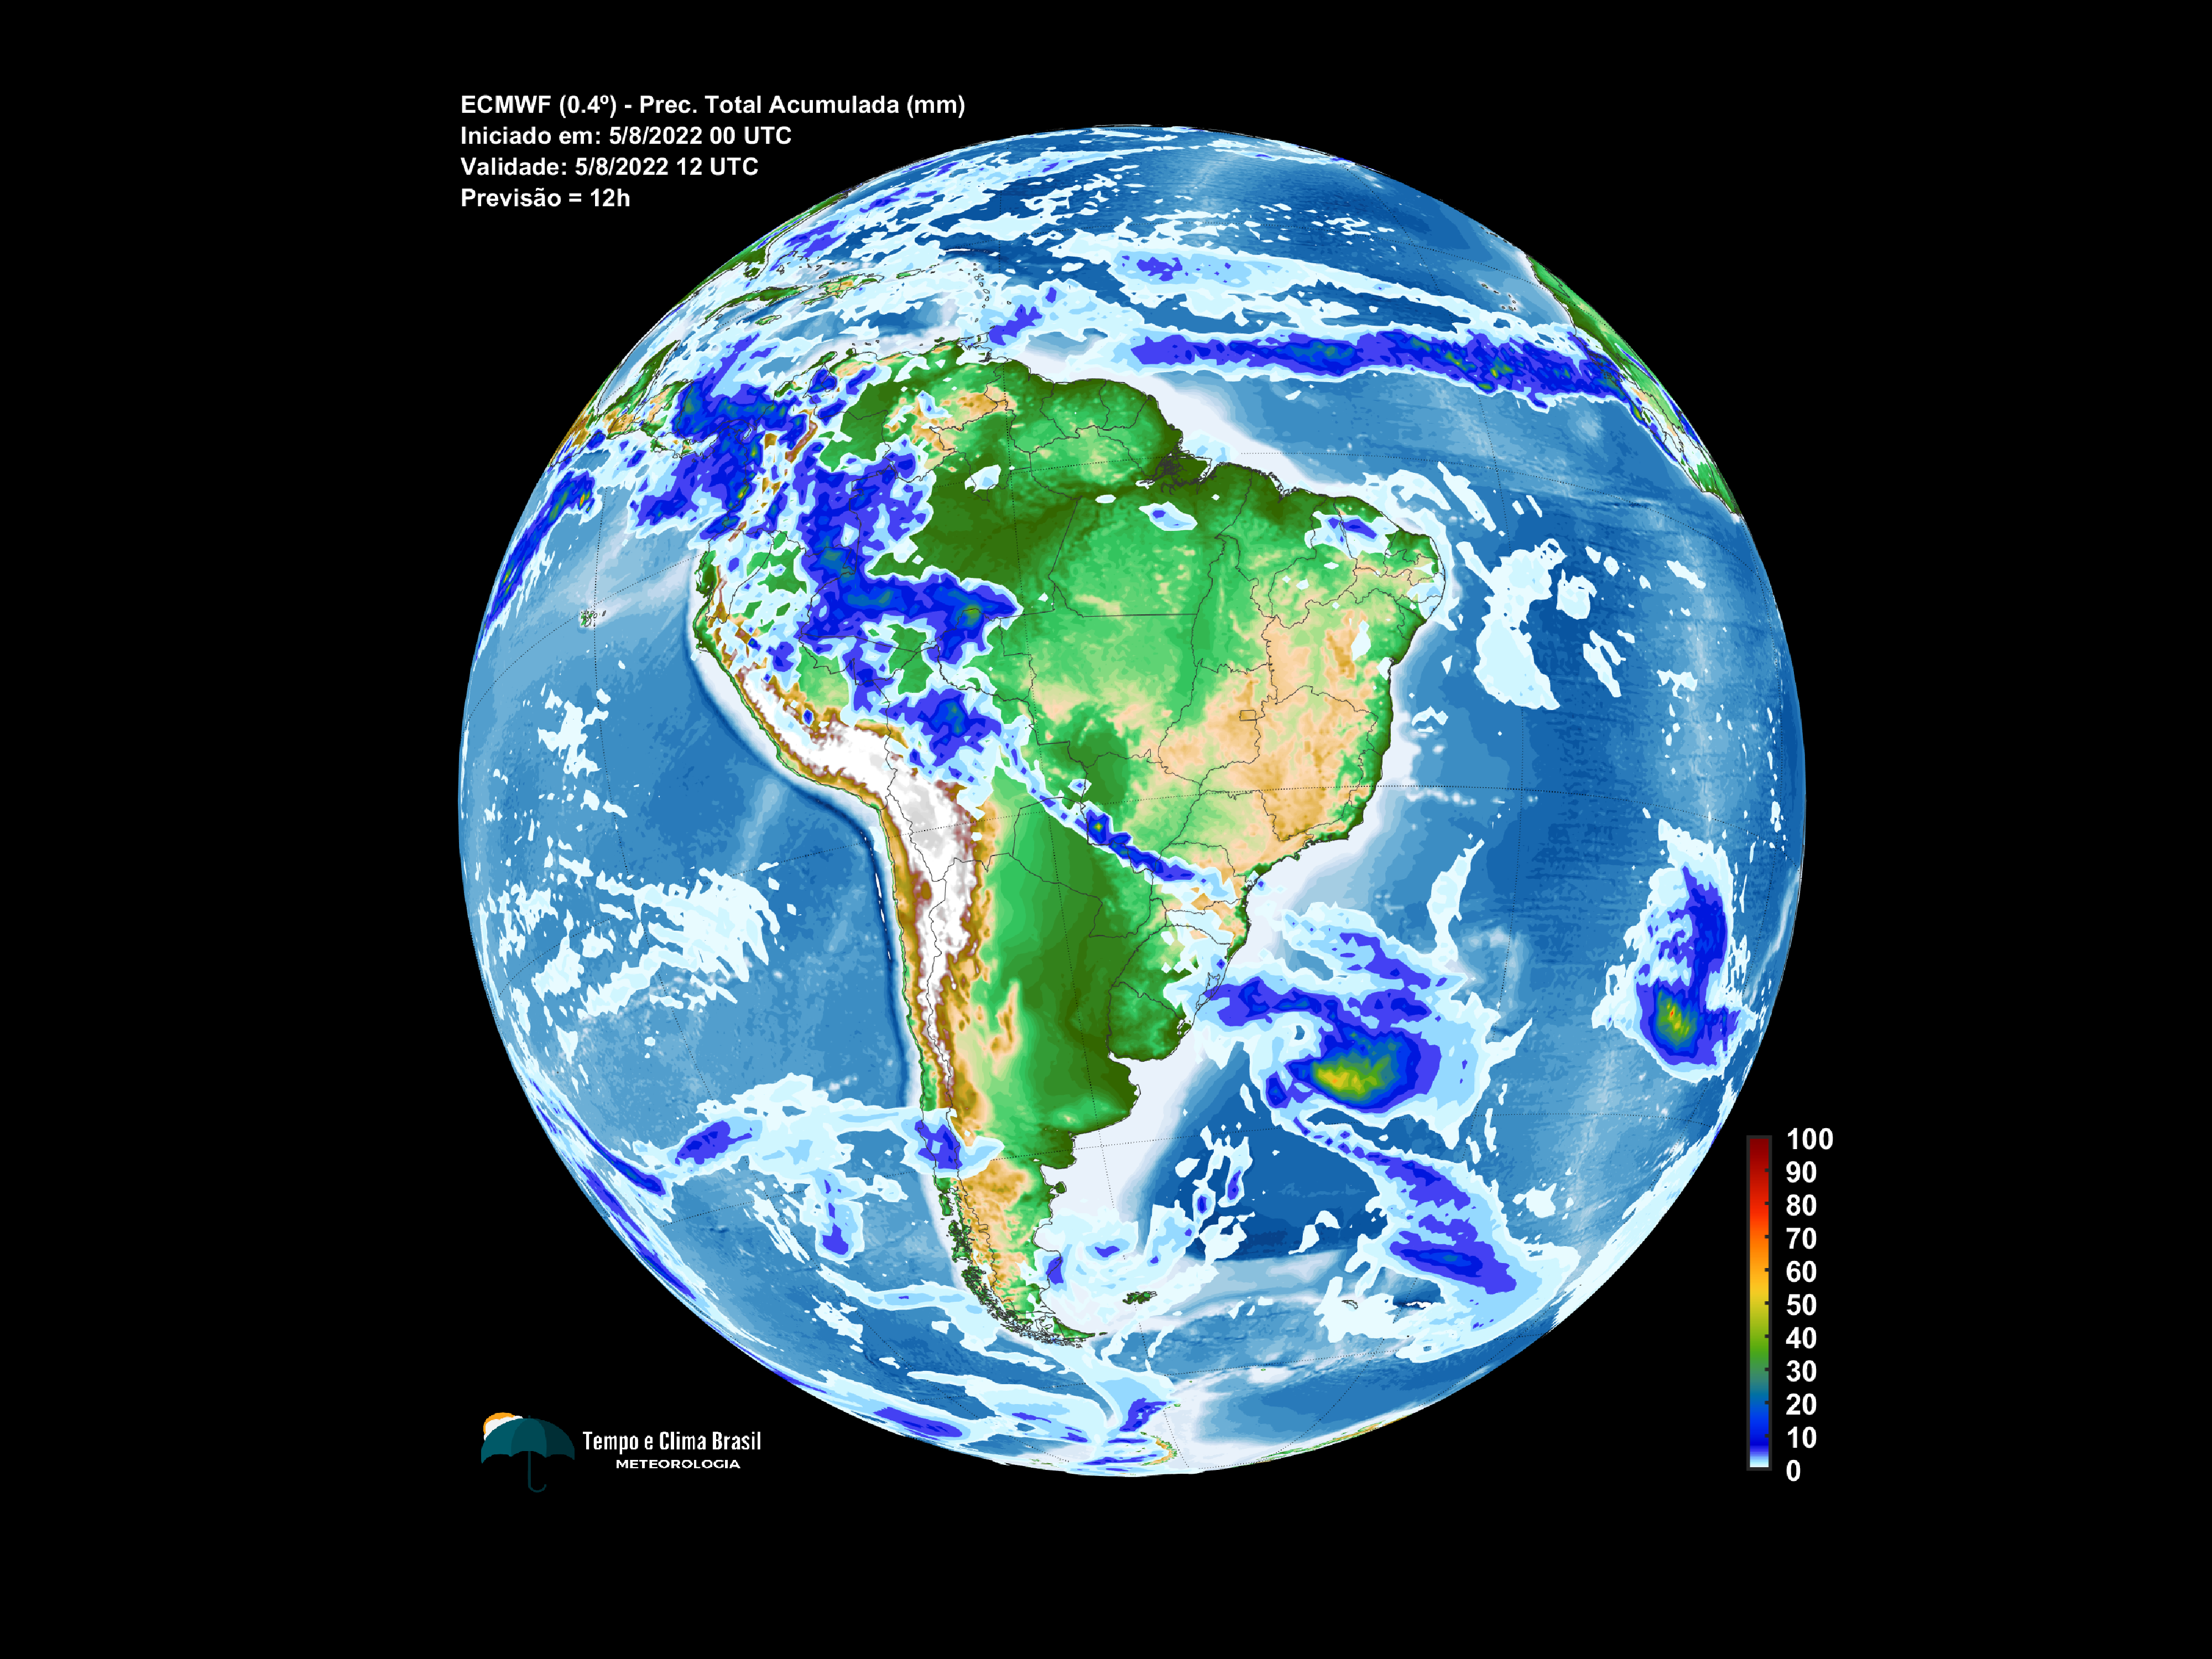 ECMWF (0.4º) - Prec. Total Acumulada (mm)
Iniciado em: 5/8/2022 00 UTC
Validade: 5/8/2022 12 UTC
Previsão = 12h
100
90
80
70
60
50
40
30
20
10
0
Tempo e Clima Brasil
METEOROLOGIA